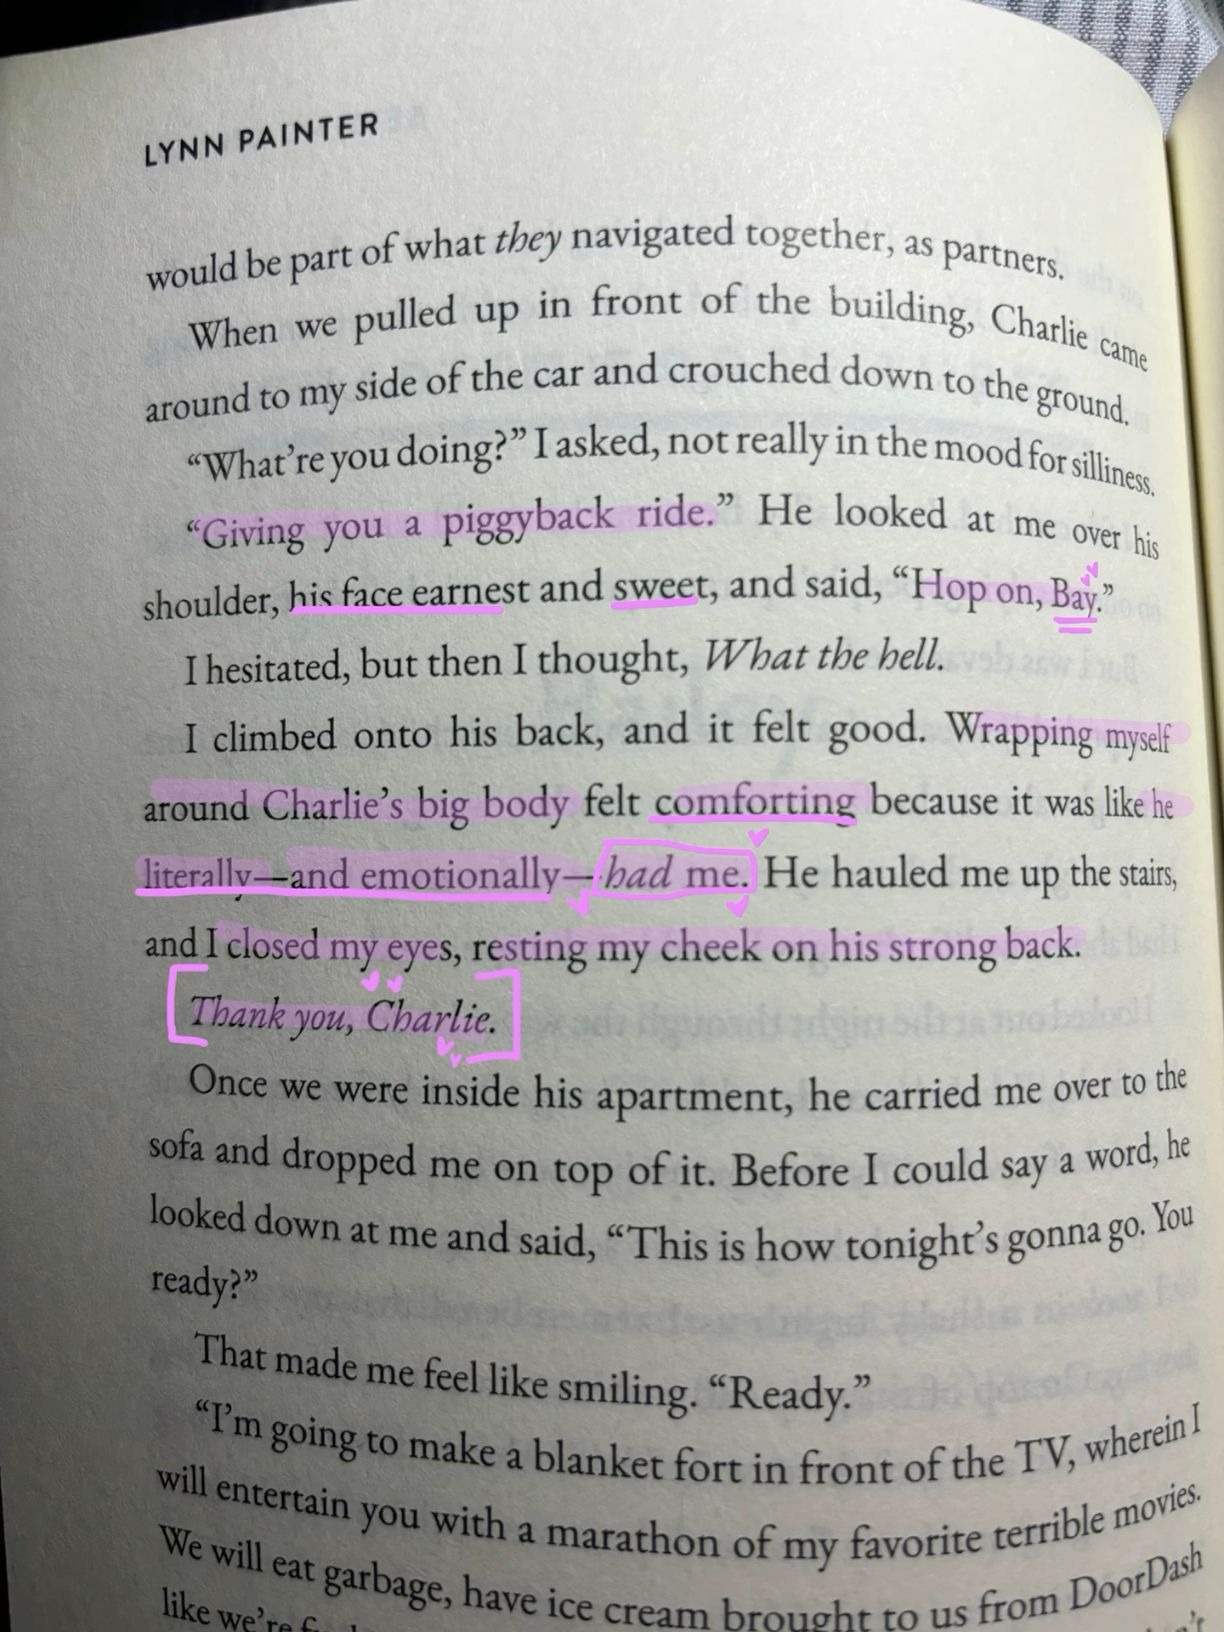 LYNN PAINTER
would be part of what they navigated together, as partners.
When we pulled up in front of the building, Charlie came
around to my side of the car and crouched down to the ground.
“What’re you doing?” I asked, not really in the mood for silliness.
“Giving you a piggyback ride.” He looked at me over his
shoulder, his face earnest and sweet, and said, “Hop on, Bay.”
I hesitated, but then I thought, What the hell.
I climbed onto his back, and it felt good. Wrapping myself
around Charlie’s big body felt comforting because it was like he
literally—and emotionally—had me. He hauled me up the stairs,
and I closed my eyes, resting my cheek on his strong back.
Thank you, Charlie.
Once we were inside his apartment, he carried me over to the
sofa and dropped me on top of it. Before I could say a word, he
looked down at me and said, “This is how tonight’s gonna go. You
ready?”
That made me feel like smiling. “Ready.”
“I’m going to make a blanket fort in front of the TV, wherein I
will entertain you with a marathon of my favorite terrible movies.
We will eat garbage, have ice cream brought to us from DoorDash
like we’re